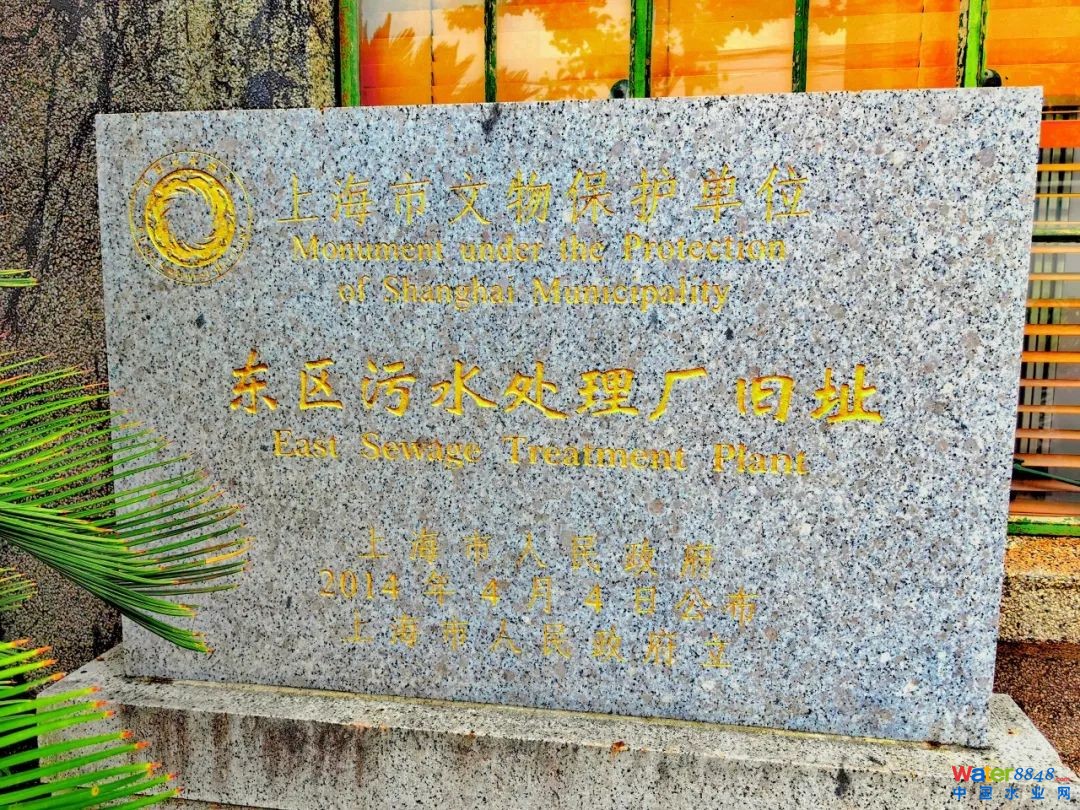 上海市文物保护单位
Monument under the Protection
of Shanghai Municipality
东区污水处理厂旧址
East Sewage Treatment Plant
上海市人民政府
2014年4月4日公布
上海市人民政府立
Water8848
中国水业网